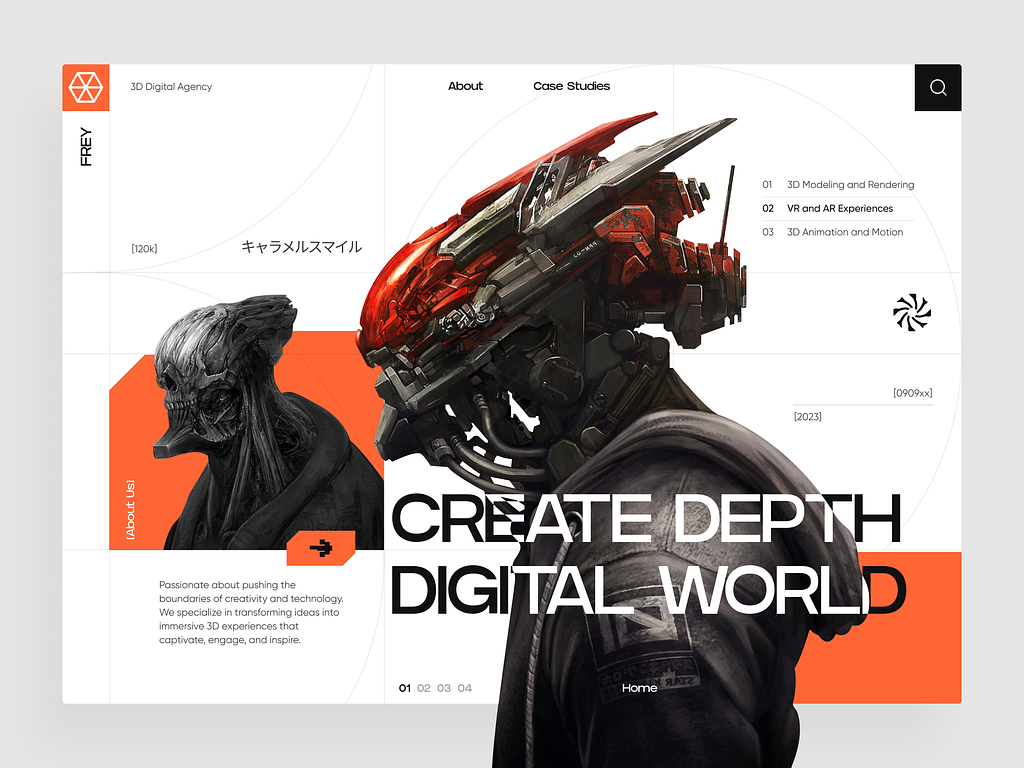 3D Digital Agency
About
Case Studies
FREY
01 3D Modeling and Rendering
02 VR and AR Experiences
03 3D Animation and Motion
[120k]
キャラメルスマイル
CO-M99
[0909xx]
[2023]
[About Us]
CREATE DEPTH
DIGITAL WORLD
Passionate about pushing the
boundaries of creativity and technology.
We specialize in transforming ideas into
immersive 3D experiences that
captivate, engage, and inspire.
01 02 03 04
Home